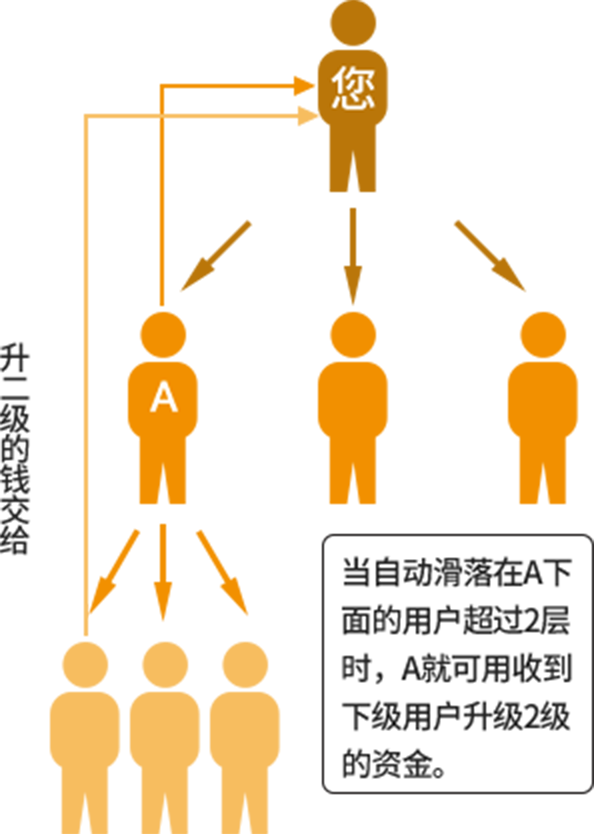 您
A
升二级的钱交给
当自动滑落在A下
面的用户超过2层
时，A就可用收到
下级用户升级2级
的资金。